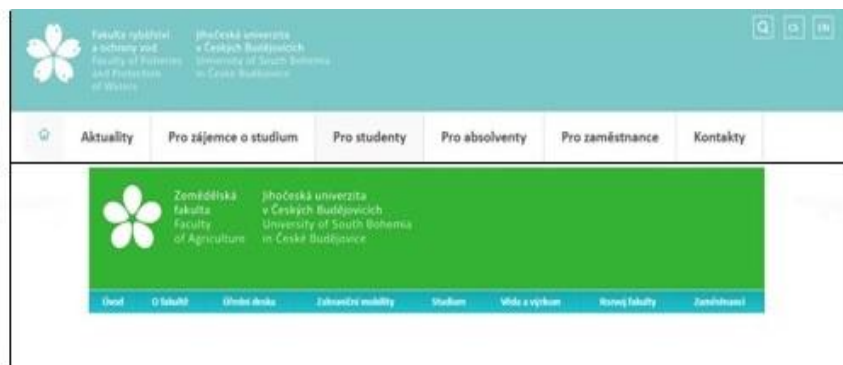 Fakulta rybářství
a ochrany vod
Faculty of Fisheries
and Protection
of Waters
Jihočeská univerzita
v Českých Budějovicích
University of South Bohemia
in České Budějovice
CS EN
Aktuality Pro zájemce o studium Pro studenty Pro absolventy Pro zaměstnance Kontakty
Zemědělská
fakulta
Faculty
of Agriculture
Jihočeská univerzita
v Českých Budějovicích
University of South Bohemia
in České Budějovice
Úvod O fakultě Úřední deska Zahraniční mobility Studium Věda a výzkum Rozvoj fakulty Zaměstnanci